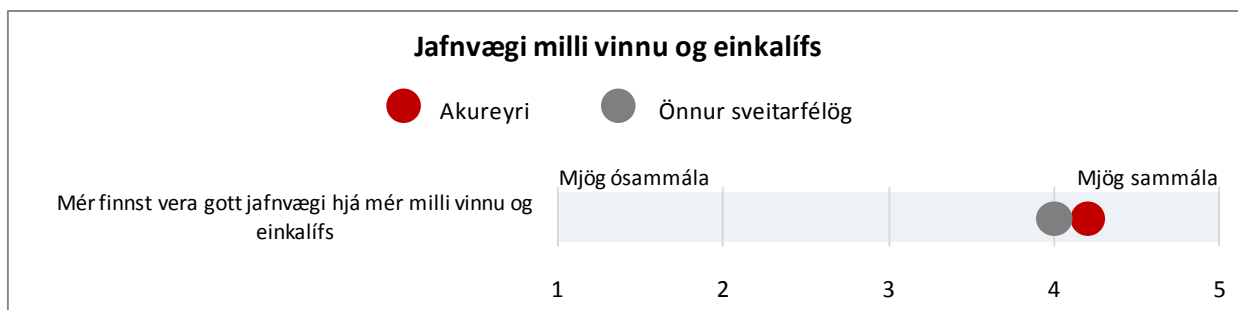 Jafnvægi milli vinnu og einkalífs
Akureyri Önnur sveitarfélög
Mjög ósammála Mjög sammála
Mér finnst vera gott jafnvægi hjá mér milli vinnu og
einkalífs
1 2 3 4 5